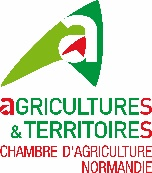 a
aGRICULTURES
& TERRITOIRES
CHAMBRE D'AGRICULTURE
NORMANDIE